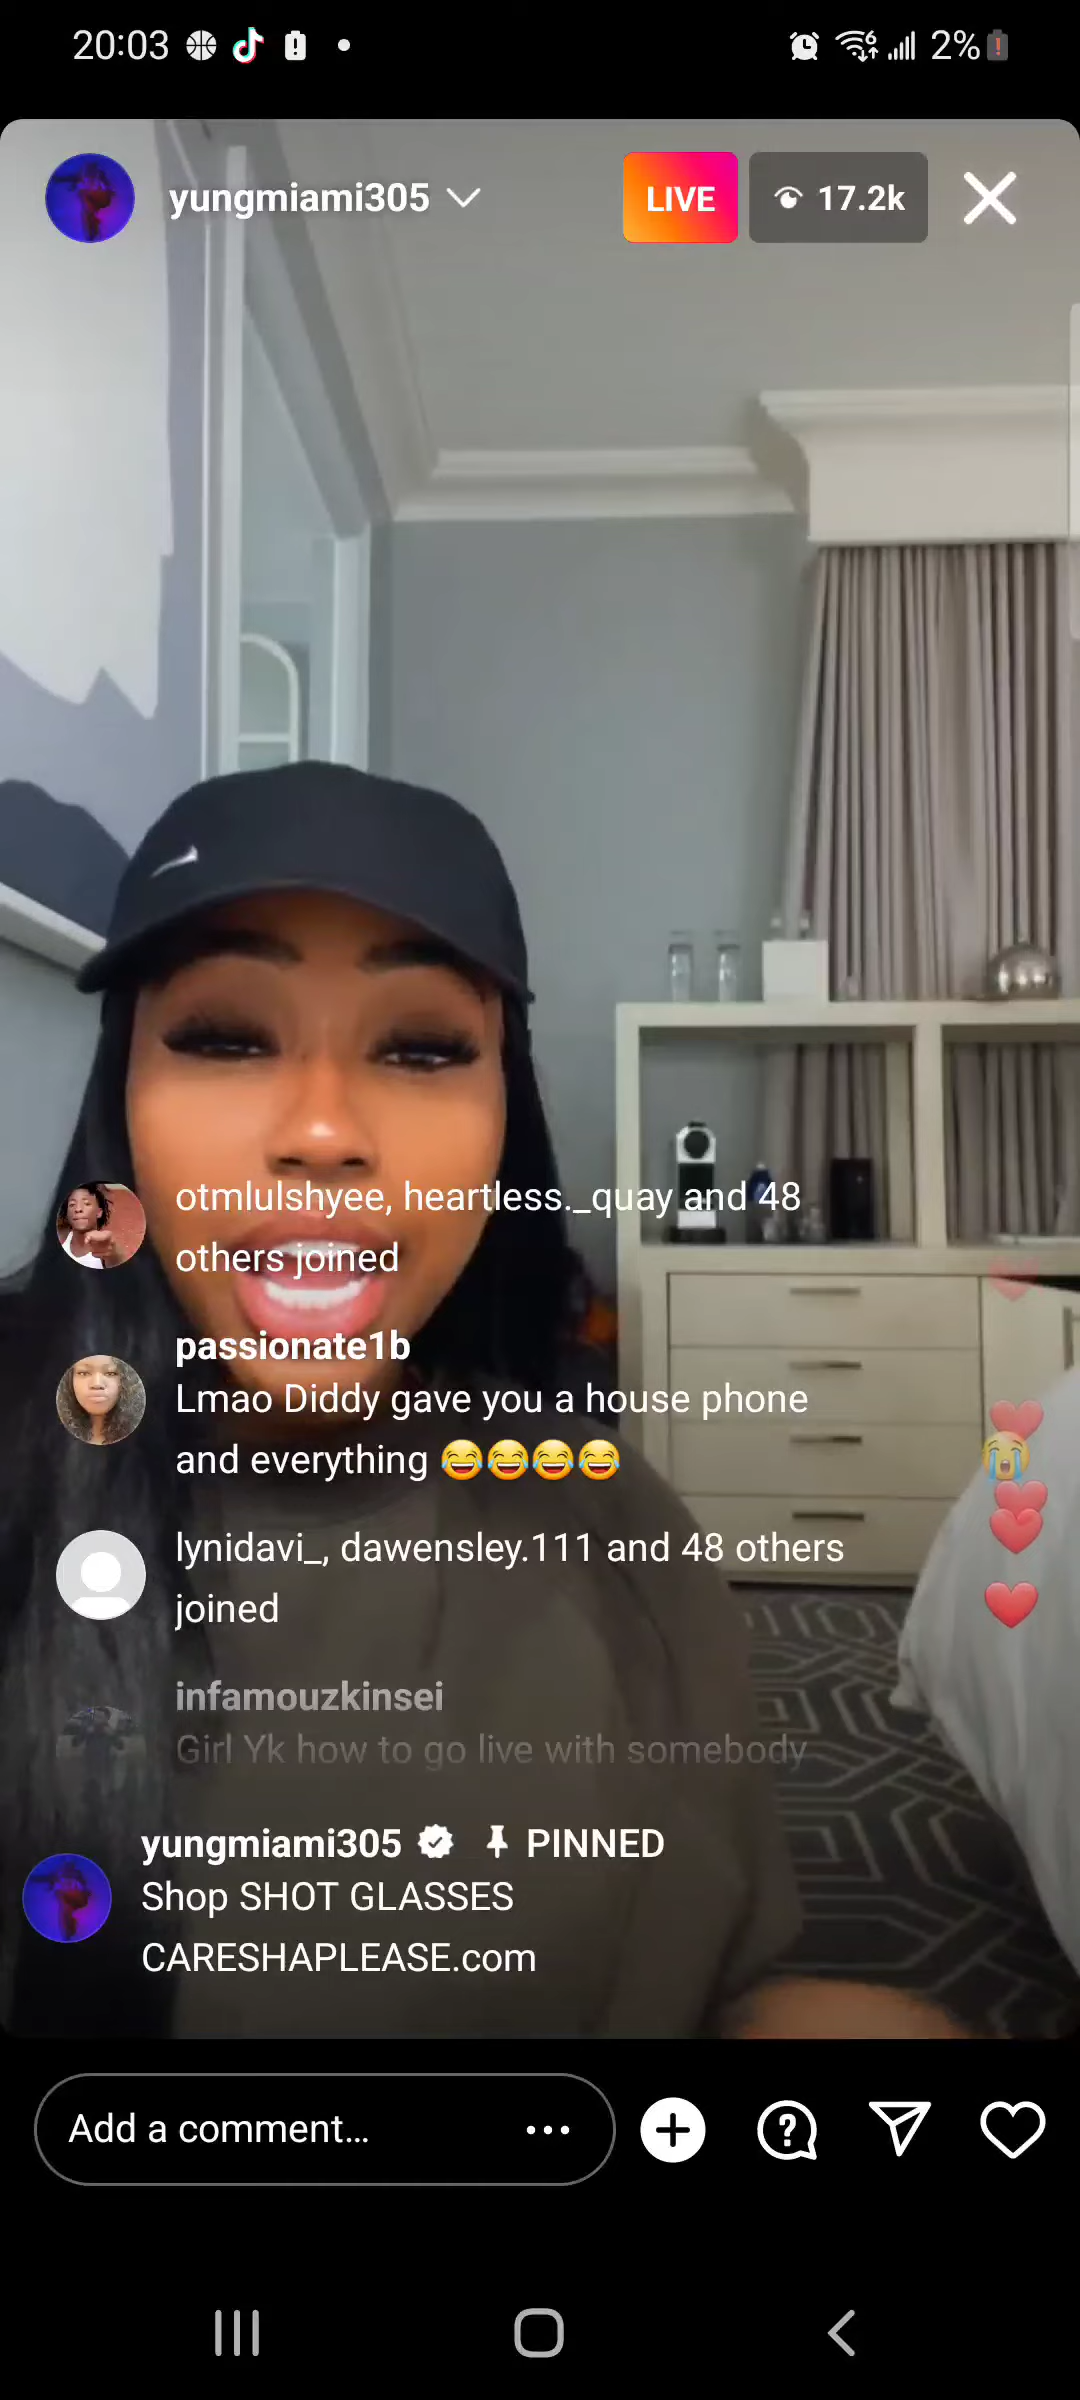 20:03
2%
yungmiami305
LIVE
17.2k
otmlulshyee, heartless._quay and 48
others joined
passionate1b
Lmao Diddy gave you a house phone
and everything 😂😂😂😂
lynidavi_, dawensley.111 and 48 others
joined
infamouzkinsei
Girl Yk how to go live with somebody
yungmiami305 PINNED
Shop SHOT GLASSES
CARESHAPLEASE.com
Add a comment...